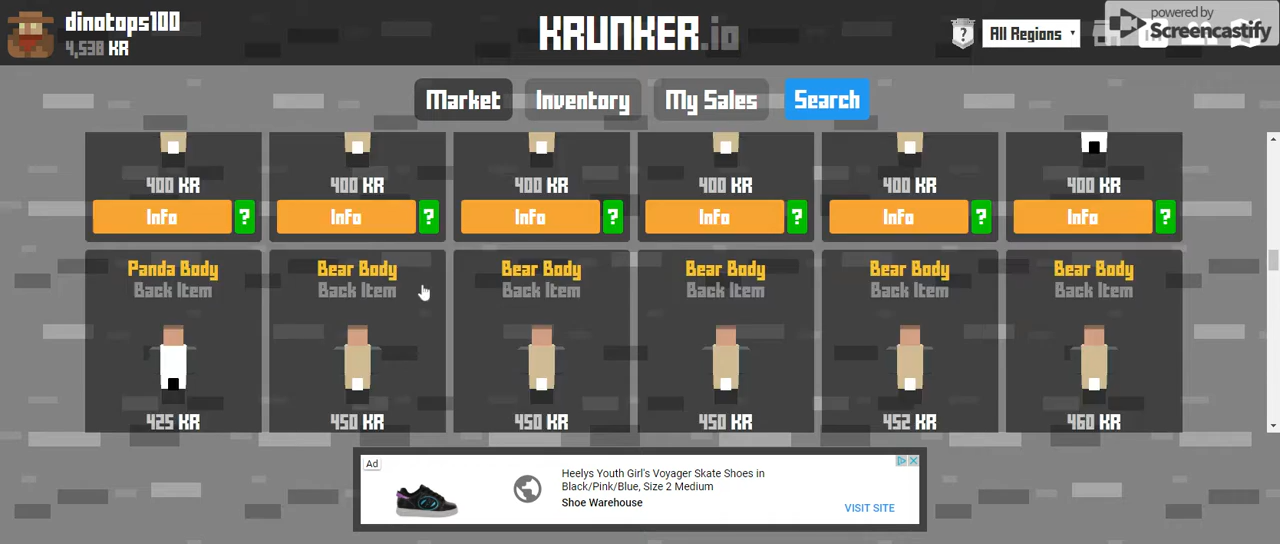 dinotops100
4,538 KR
KRUNKER.io
?
All Regions
powered by
Screencastify
Market
Inventory
My Sales
Search
400 KR
400 KR
400 KR
400 KR
400 KR
400 KR
Info ?
Info ?
Info ?
Info ?
Info ?
Info ?
Panda Body
Back Item
Bear Body
Back Item
Bear Body
Back Item
Bear Body
Back Item
Bear Body
Back Item
Bear Body
Back Item
425 KR
450 KR
450 KR
450 KR
452 KR
460 KR
Ad
Heelys Youth Girl's Voyager Skate Shoes in
Black/Pink/Blue, Size 2 Medium
Shoe Warehouse
VISIT SITE